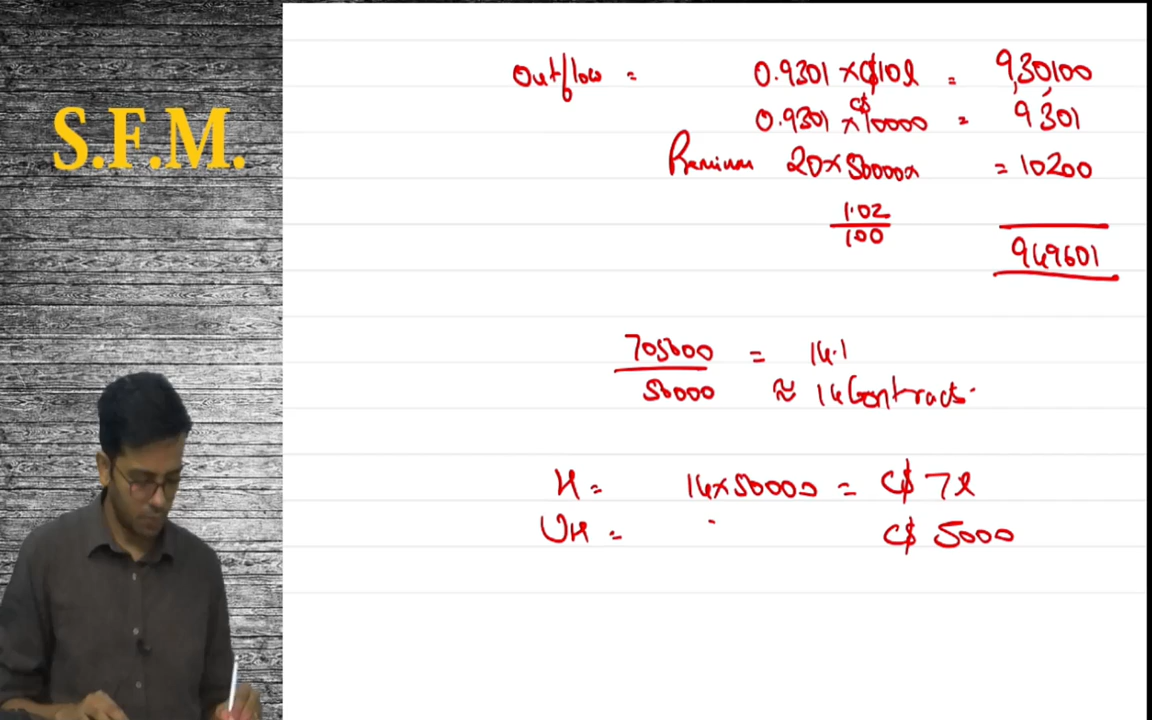 S.F.M.
Outflow = 0.9301 × C$10l = 9,30,100
0.9301 × C$10000 = 9301
Premium 20 × 50000 × = 10200
1.02
100
949601
705000 = 14.1
50000 ≈ 14 Contracts.
H = 14×50000 = C$ 7l
UH = C$ 5000